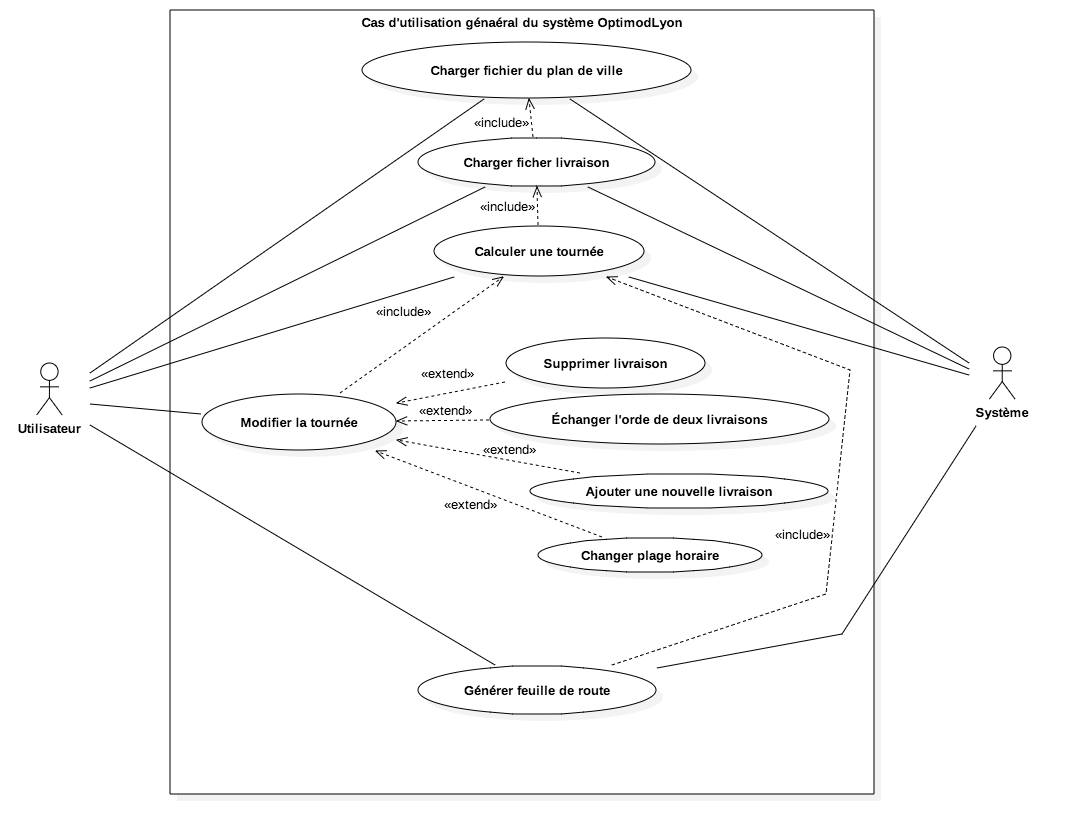 Cas d'utilisation génaéral du système OptimodLyon
Charger fichier du plan de ville
«include»
Charger ficher livraison
«include»
Calculer une tournée
«include»
Supprimer livraison
«extend»
Échanger l'orde de deux livraisons
«extend»
Modifier la tournée
Utilisateur
Système
«extend»
Ajouter une nouvelle livraison
«extend»
Changer plage horaire
«include»
Générer feuille de route